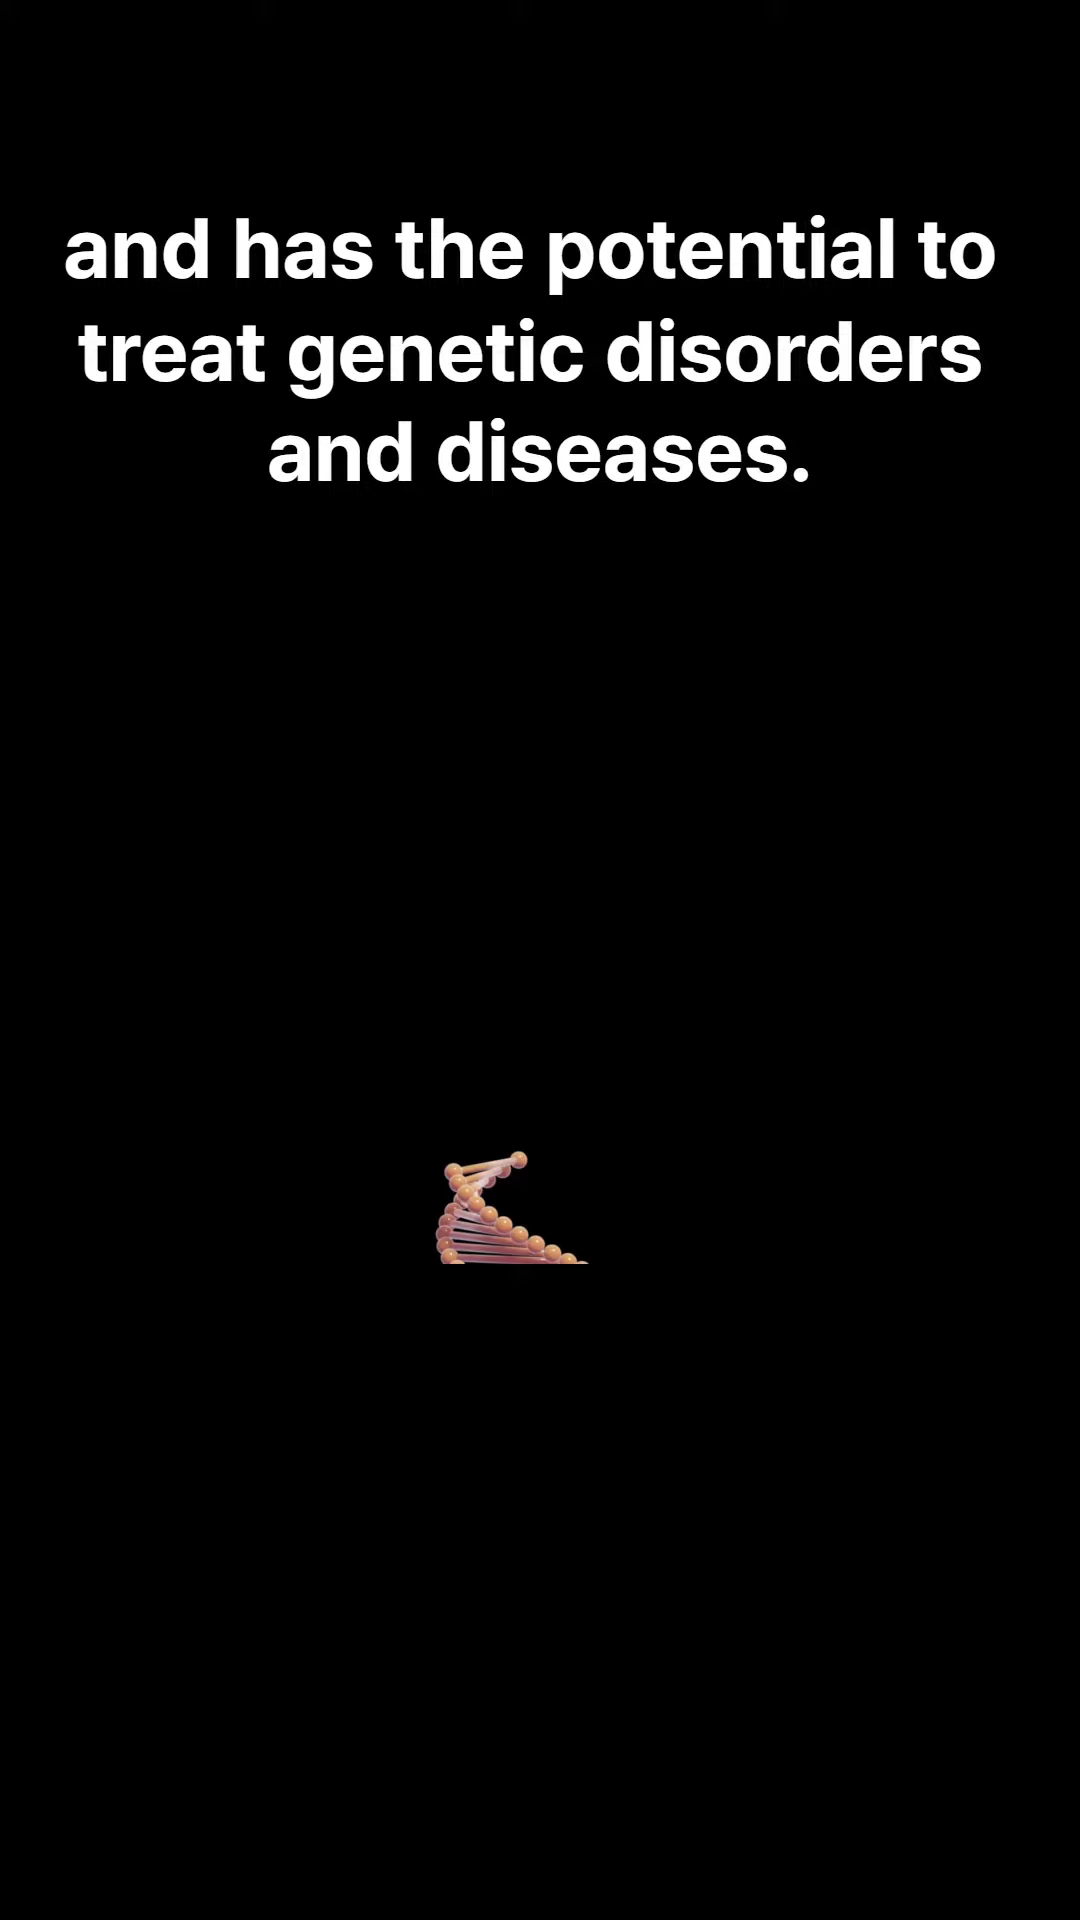 and has the potential to
treat genetic disorders
and diseases.